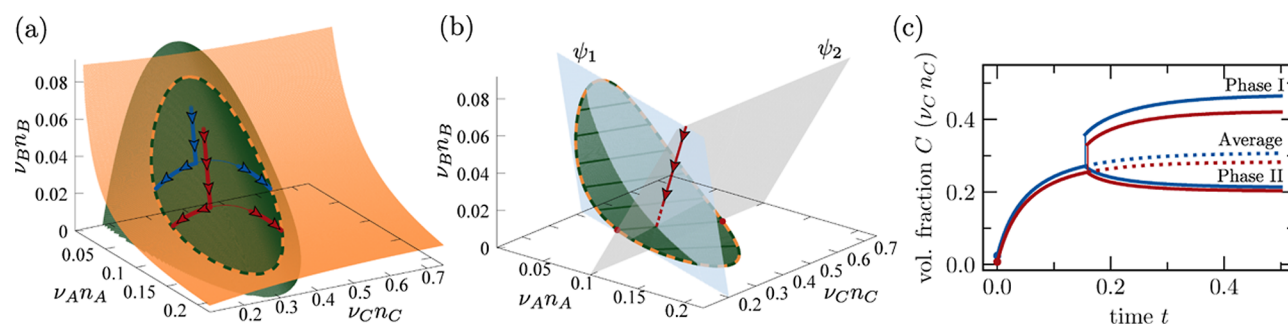 (a)
0.08
0.06
0.04
0.02
0
ν_B n_B
0.05
0.1
0.15
0.2
ν_A n_A
0.2
0.3
0.4
0.5
0.6
0.7
ν_C n_C
(b)
ψ_1
ψ_2
0.08
0.06
0.04
0.02
0
ν_B n_B
0.05
0.1
0.15
0.2
ν_A n_A
0.2
0.3
0.4
0.5
0.6
0.7
ν_C n_C
(c)
vol. fraction C (ν_C n_C)
0.4
0.2
0.0
Phase I
Average
Phase II
0.0
0.2
0.4
time t